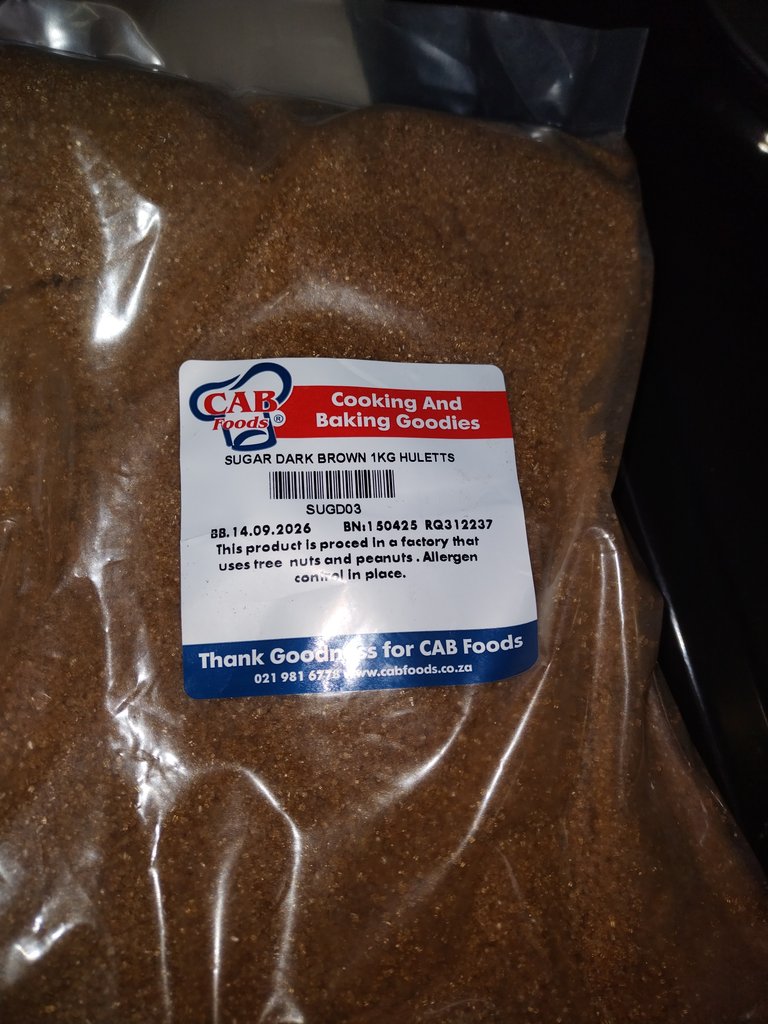 CAB
Foods®
Cooking And
Baking Goodies
SUGAR DARK BROWN 1KG HULETTS
SUGD03
BB.14.09.2026 BN:150425 RQ312237
This product is proced in a factory that
uses tree nuts and peanuts . Allergen
control in place.
Thank Goodness for CAB Foods
021 981 6778 www.cabfoods.co.za